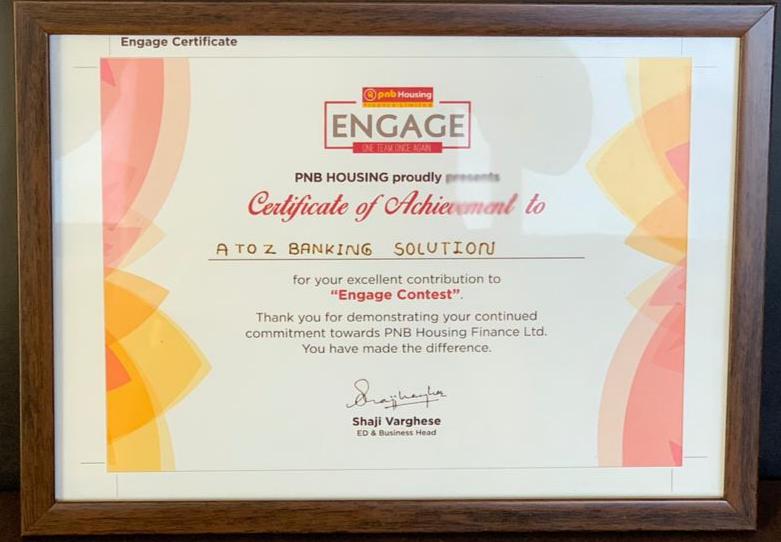 Engage Certificate
pnb Housing
Finance Limited
ENGAGE
ONE TEAM ONCE AGAIN
PNB HOUSING proudly presents
Certificate of Achievement to
A TO Z BANKING SOLUTION
for your excellent contribution to
“Engage Contest”.
Thank you for demonstrating your continued
commitment towards PNB Housing Finance Ltd.
You have made the difference.
Shaji Varghese
ED & Business Head